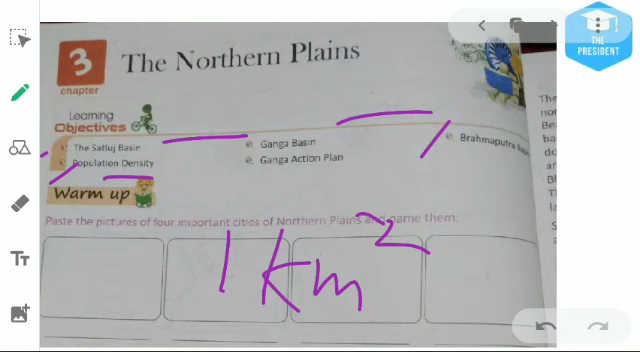 3
chapter
The Northern Plains
THE
PRESIDENT
Learning
Objectives
The Satluj Basin
Ganga Basin
Brahmaputra
Population Density
Ganga Action Plan
Warm up
Paste the pictures of four important cities of Northern Plains and name them:
1 km²
Tt